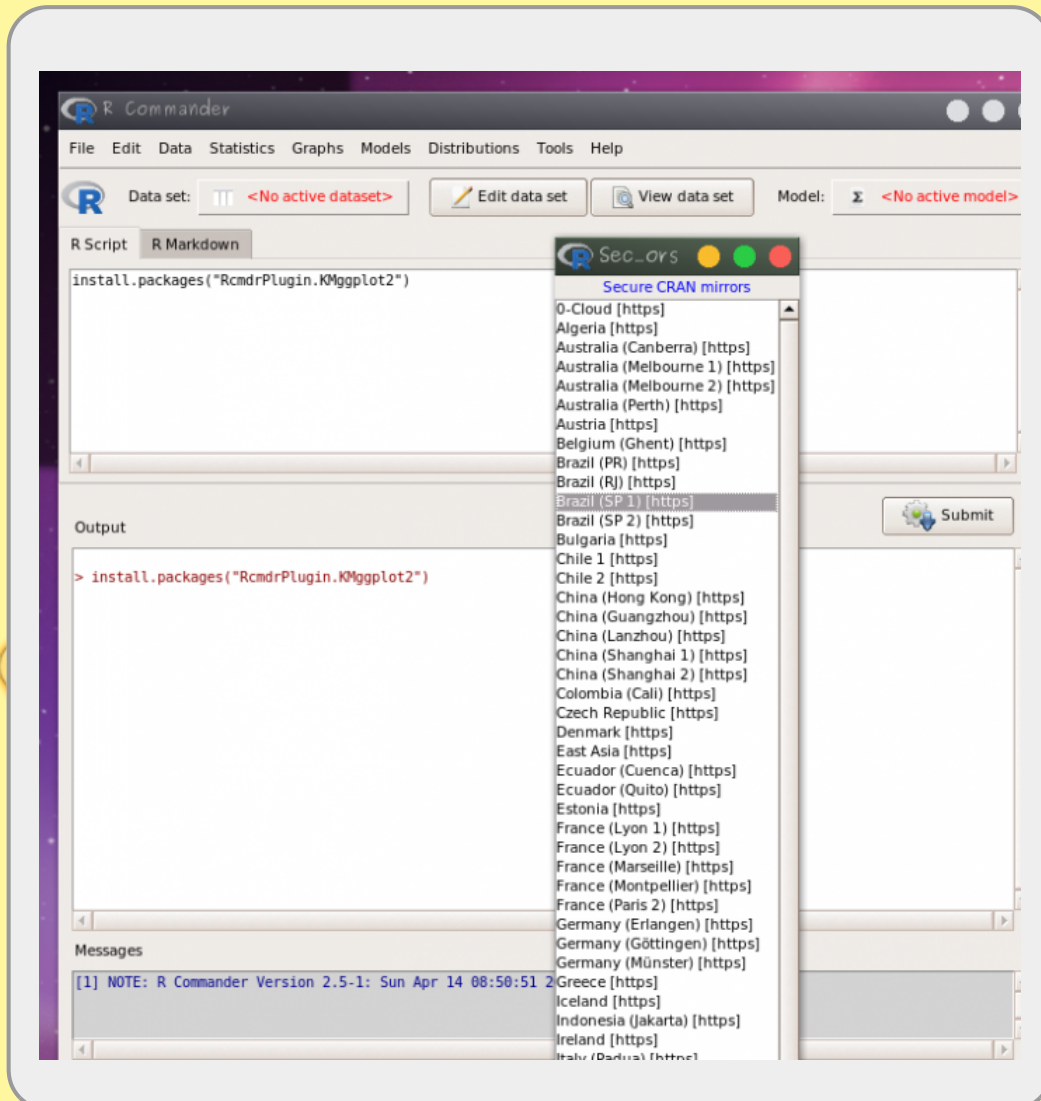 R Commander
File Edit Data Statistics Graphs Models Distributions Tools Help
R Data set: <No active dataset> Edit data set View data set Model: Σ <No active model>
R Script R Markdown
install.packages("RcmdrPlugin.KMggplot2")
Output
Submit
> install.packages("RcmdrPlugin.KMggplot2")
Messages
[1] NOTE: R Commander Version 2.5-1: Sun Apr 14 08:50:51 2
R Sec…ors
Secure CRAN mirrors
0-Cloud [https]
Algeria [https]
Australia (Canberra) [https]
Australia (Melbourne 1) [https]
Australia (Melbourne 2) [https]
Australia (Perth) [https]
Austria [https]
Belgium (Ghent) [https]
Brazil (PR) [https]
Brazil (RJ) [https]
Brazil (SP 1) [https]
Brazil (SP 2) [https]
Bulgaria [https]
Chile 1 [https]
Chile 2 [https]
China (Hong Kong) [https]
China (Guangzhou) [https]
China (Lanzhou) [https]
China (Shanghai 1) [https]
China (Shanghai 2) [https]
Colombia (Cali) [https]
Czech Republic [https]
Denmark [https]
East Asia [https]
Ecuador (Cuenca) [https]
Ecuador (Quito) [https]
Estonia [https]
France (Lyon 1) [https]
France (Lyon 2) [https]
France (Marseille) [https]
France (Montpellier) [https]
France (Paris 2) [https]
Germany (Erlangen) [https]
Germany (Göttingen) [https]
Germany (Münster) [https]
Greece [https]
Iceland [https]
Indonesia (Jakarta) [https]
Ireland [https]
Italy (Padua) [https]